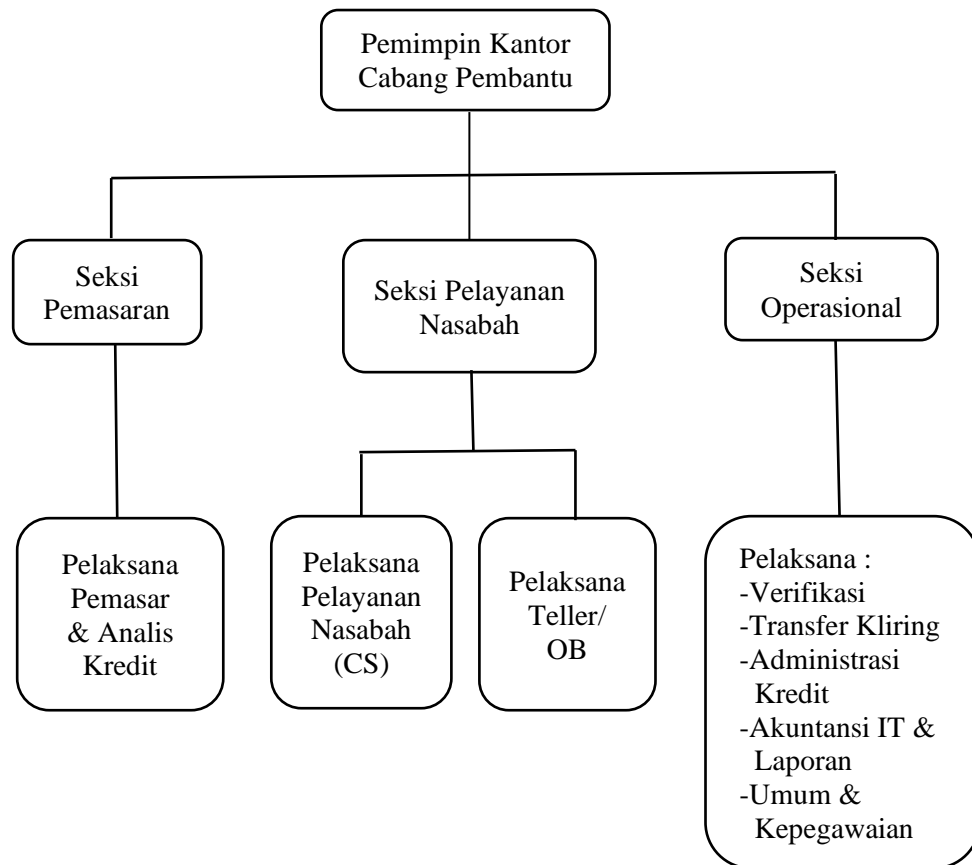 Pemimpin Kantor
Cabang Pembantu
Seksi
Pemasaran
Seksi Pelayanan
Nasabah
Seksi
Operasional
Pelaksana
Pemasar
& Analis
Kredit
Pelaksana
Pelayanan
Nasabah
(CS)
Pelaksana
Teller/
OB
Pelaksana :
-Verifikasi
-Transfer Kliring
-Administrasi
Kredit
-Akuntansi IT &
Laporan
-Umum &
Kepegawaian